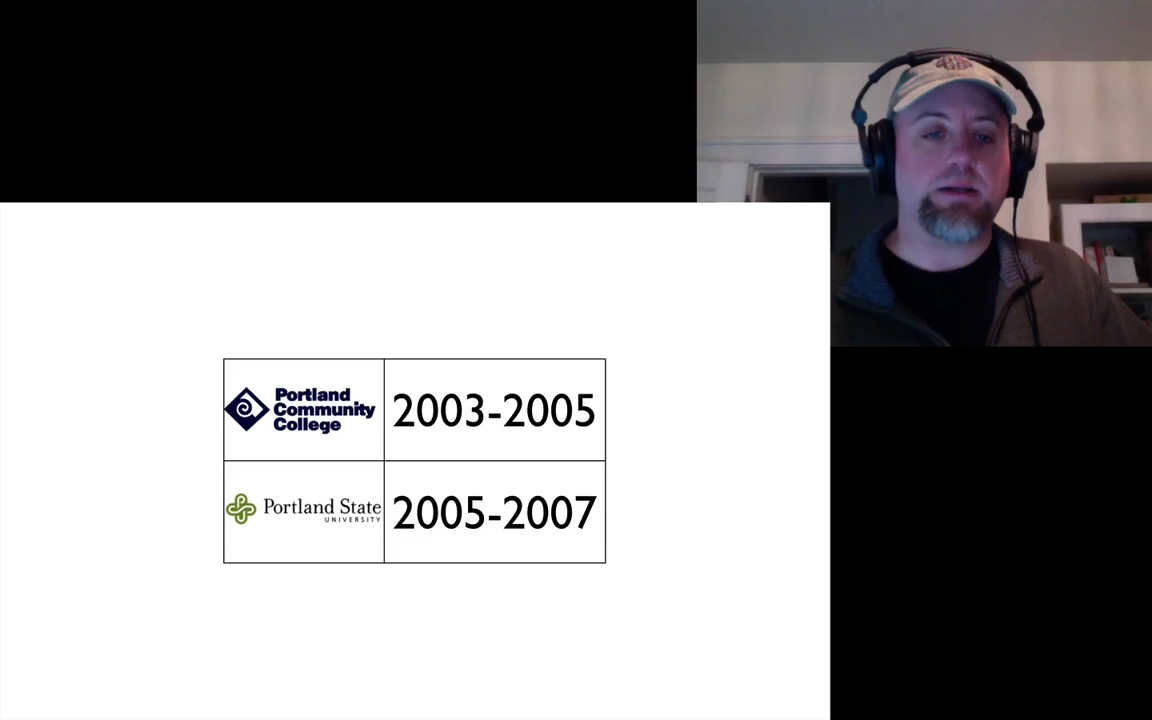 Portland
Community
College
2003-2005
Portland State
UNIVERSITY
2005-2007